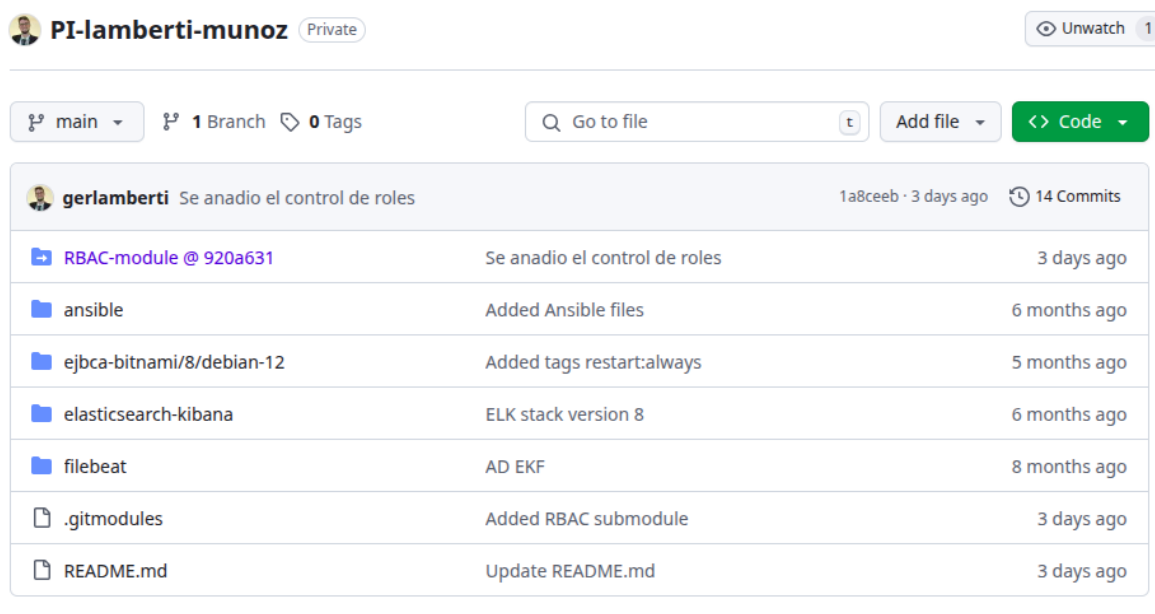 PI-lamberti-munoz Private Unwatch 1
main 1 Branch 0 Tags Go to file t Add file Code
gerlamberti Se anadio el control de roles 1a8ceeb · 3 days ago 14 Commits
RBAC-module @ 920a631 Se anadio el control de roles 3 days ago
ansible Added Ansible files 6 months ago
ejbca-bitnami/8/debian-12 Added tags restart:always 5 months ago
elasticsearch-kibana ELK stack version 8 6 months ago
filebeat AD EKF 8 months ago
.gitmodules Added RBAC submodule 3 days ago
README.md Update README.md 3 days ago